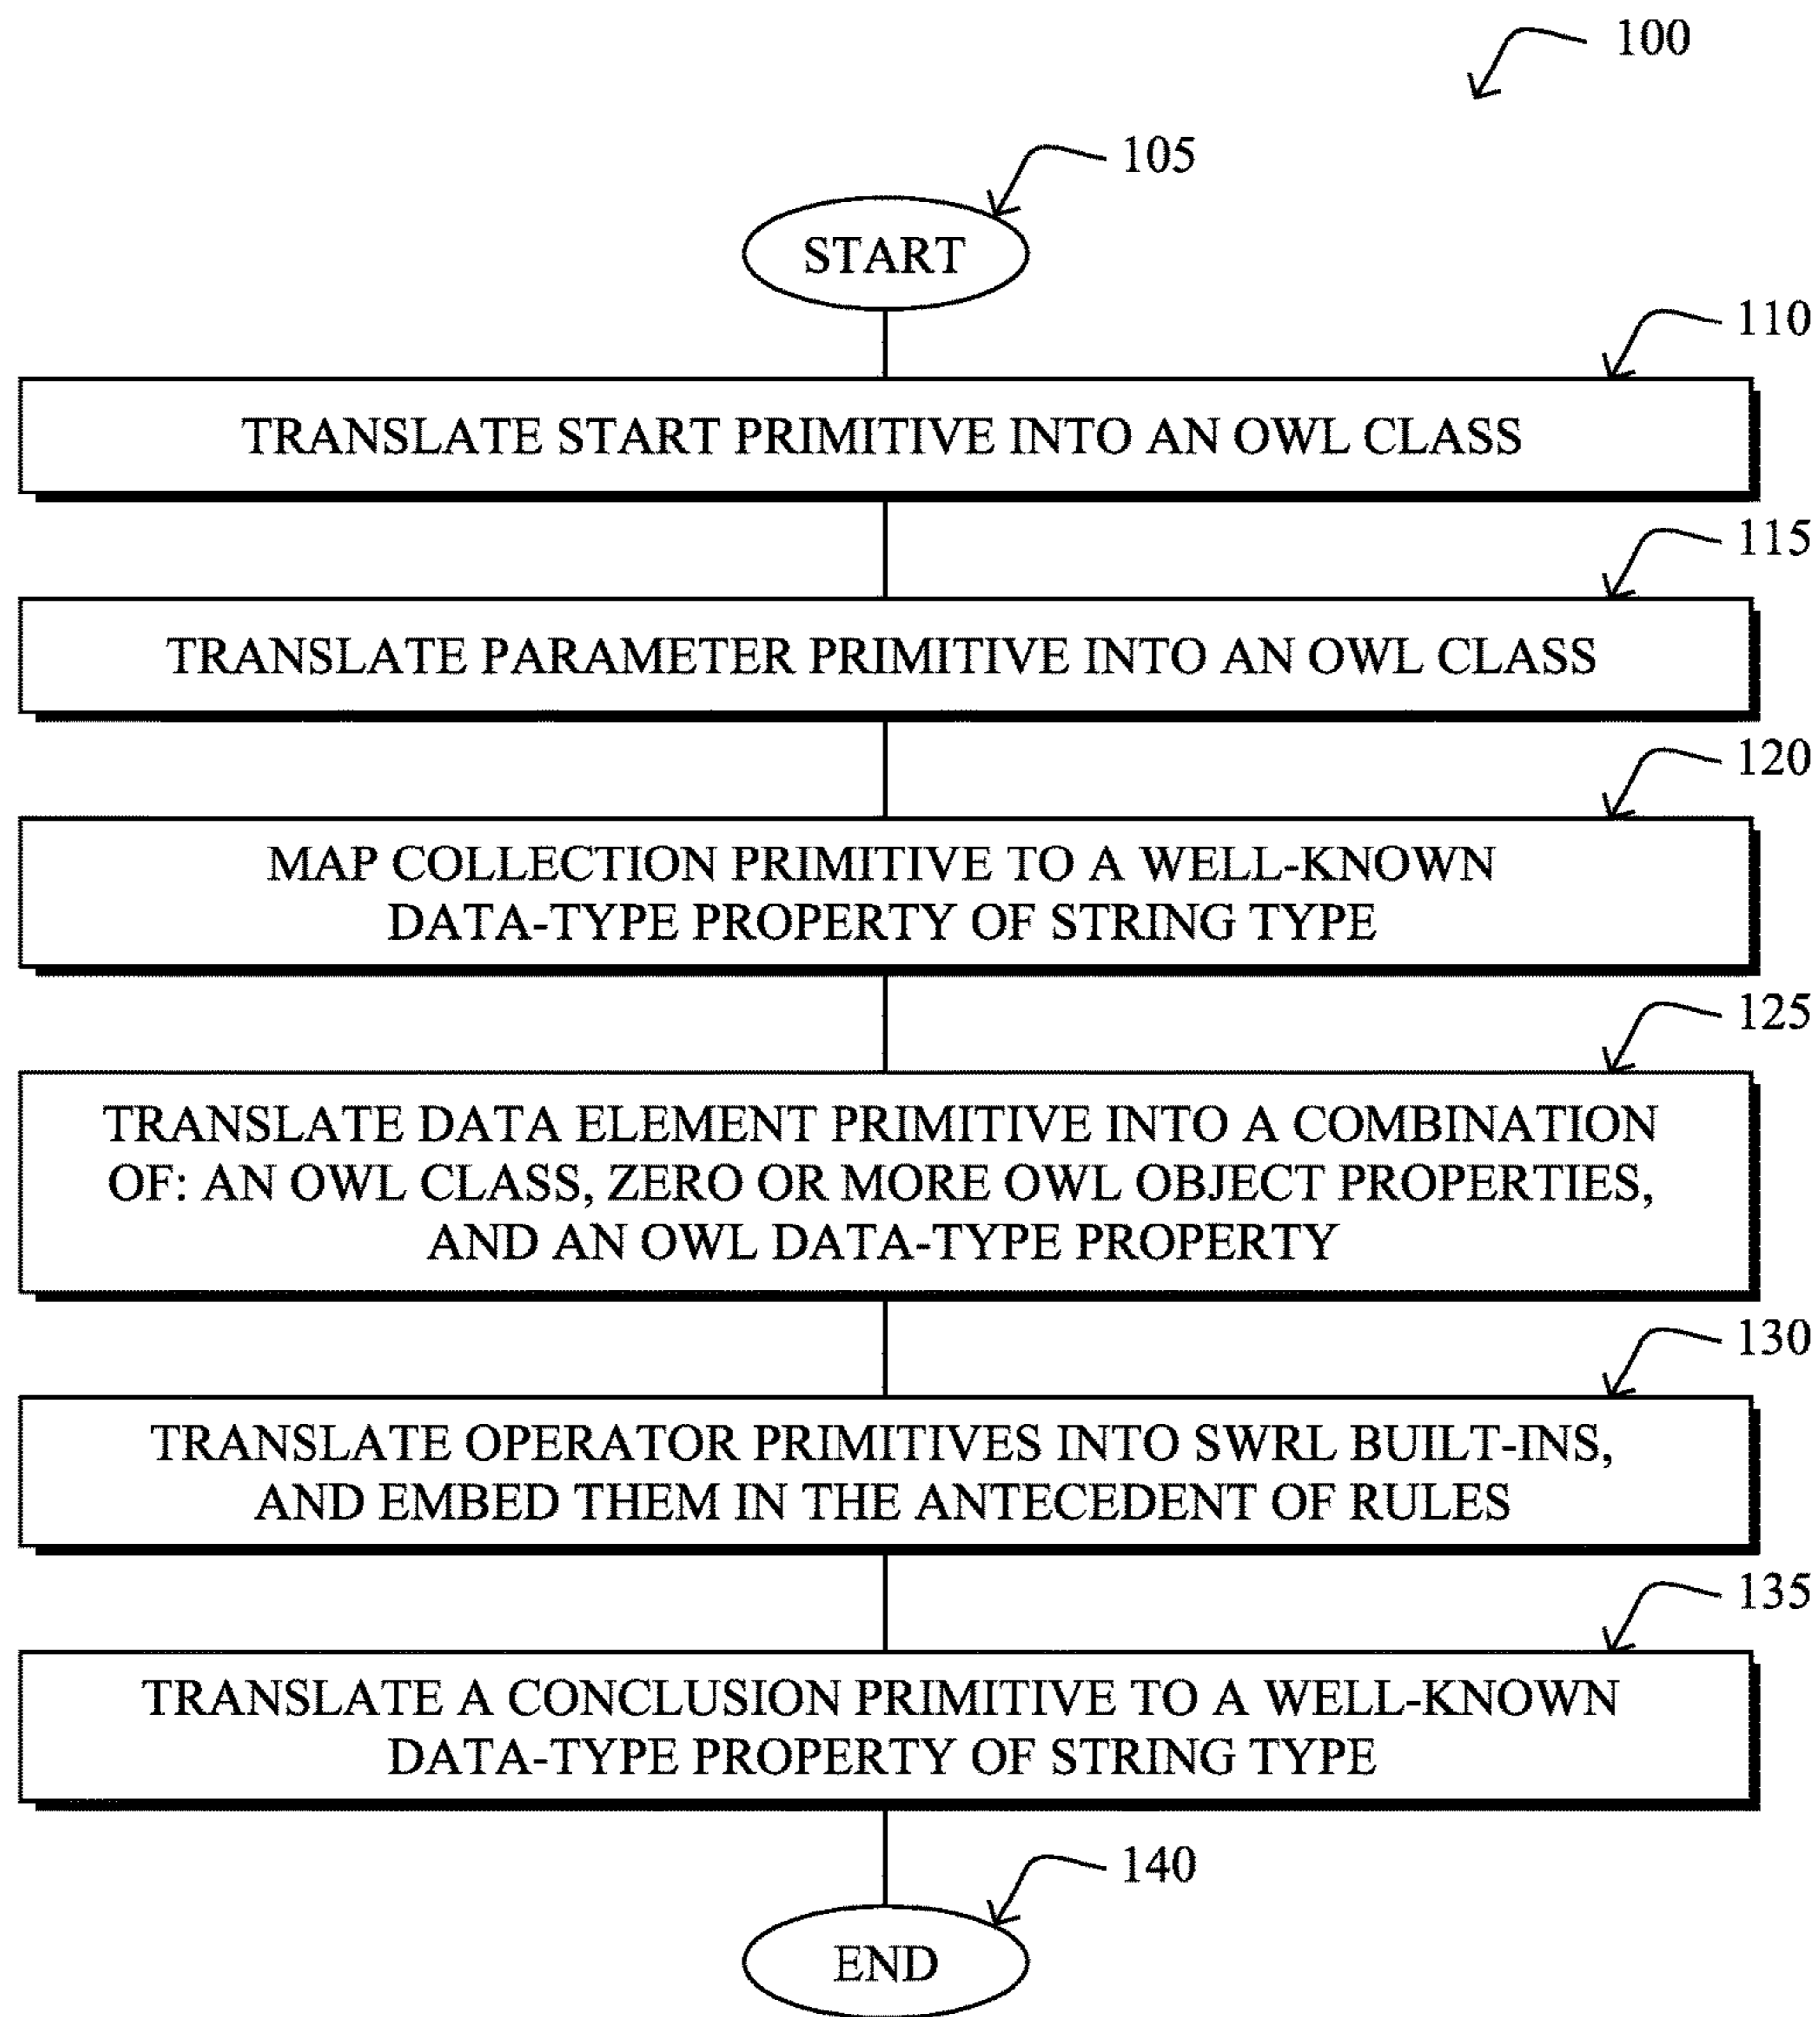 100
105
START
110
TRANSLATE START PRIMITIVE INTO AN OWL CLASS
115
TRANSLATE PARAMETER PRIMITIVE INTO AN OWL CLASS
120
MAP COLLECTION PRIMITIVE TO A WELL-KNOWN
DATA-TYPE PROPERTY OF STRING TYPE
125
TRANSLATE DATA ELEMENT PRIMITIVE INTO A COMBINATION
OF: AN OWL CLASS, ZERO OR MORE OWL OBJECT PROPERTIES,
AND AN OWL DATA-TYPE PROPERTY
130
TRANSLATE OPERATOR PRIMITIVES INTO SWRL BUILT-INS,
AND EMBED THEM IN THE ANTECEDENT OF RULES
135
TRANSLATE A CONCLUSION PRIMITIVE TO A WELL-KNOWN
DATA-TYPE PROPERTY OF STRING TYPE
140
END